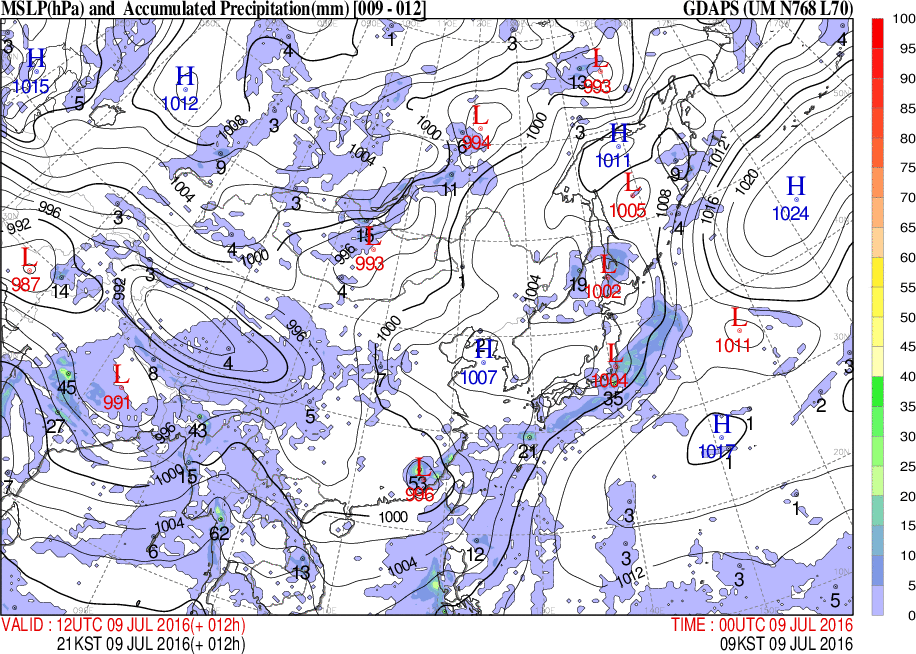 MSLP(hPa) and Accumulated Precipitation(mm) [009 - 012] GDAPS (UM N768 L70)
100
H L 4
3 4 1 3 95
1015 H 13 993
5 1012 90
L 85
1008 3 1000 994 1000 3 H 1012 80
1004 6 1011
9 9 1020 75
1004 11 L H
996 3 3 1005 1008 1016 1024 70
992 15 L 4 65
4 996 993
L 1000 L 60
987 3 19 1002
14 992 4 1004 55
996 1000 L 50
L 1011 45
4 H L
8 7 1007 1004 3 40
45 L 35 2 35
991 5
27 43 H 1
996 21 1017 1 30
1000 15 L 25
7 53 996
1004 1000 3 1 20
62 15
6 12 3
13 1004 1012 3 10
5 5
0
VALID : 12UTC 09 JUL 2016(+ 012h) TIME : 00UTC 09 JUL 2016
21KST 09 JUL 2016(+ 012h) 09KST 09 JUL 2016